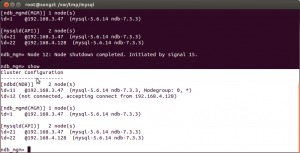 root@songzi: /var/tmp/mysql
[ndb_mgmd(MGM)] 1 node(s)
id=1 @192.168.3.47 (mysql-5.6.14 ndb-7.3.3)
[mysqld(API)] 2 node(s)
id=21 @192.168.3.47 (mysql-5.6.14 ndb-7.3.3)
id=22 @192.168.4.128 (mysql-5.6.14 ndb-7.3.3)
ndb_mgm> Node 12: Node shutdown completed. Initiated by signal 15.
ndb_mgm> show
Cluster Configuration
---------------------
[ndbd(NDB)] 2 node(s)
id=11 @192.168.3.47 (mysql-5.6.14 ndb-7.3.3, Nodegroup: 0, *)
id=12 (not connected, accepting connect from 192.168.4.128)
[ndb_mgmd(MGM)] 1 node(s)
id=1 @192.168.3.47 (mysql-5.6.14 ndb-7.3.3)
[mysqld(API)] 2 node(s)
id=21 @192.168.3.47 (mysql-5.6.14 ndb-7.3.3)
id=22 @192.168.4.128 (mysql-5.6.14 ndb-7.3.3)
ndb_mgm>